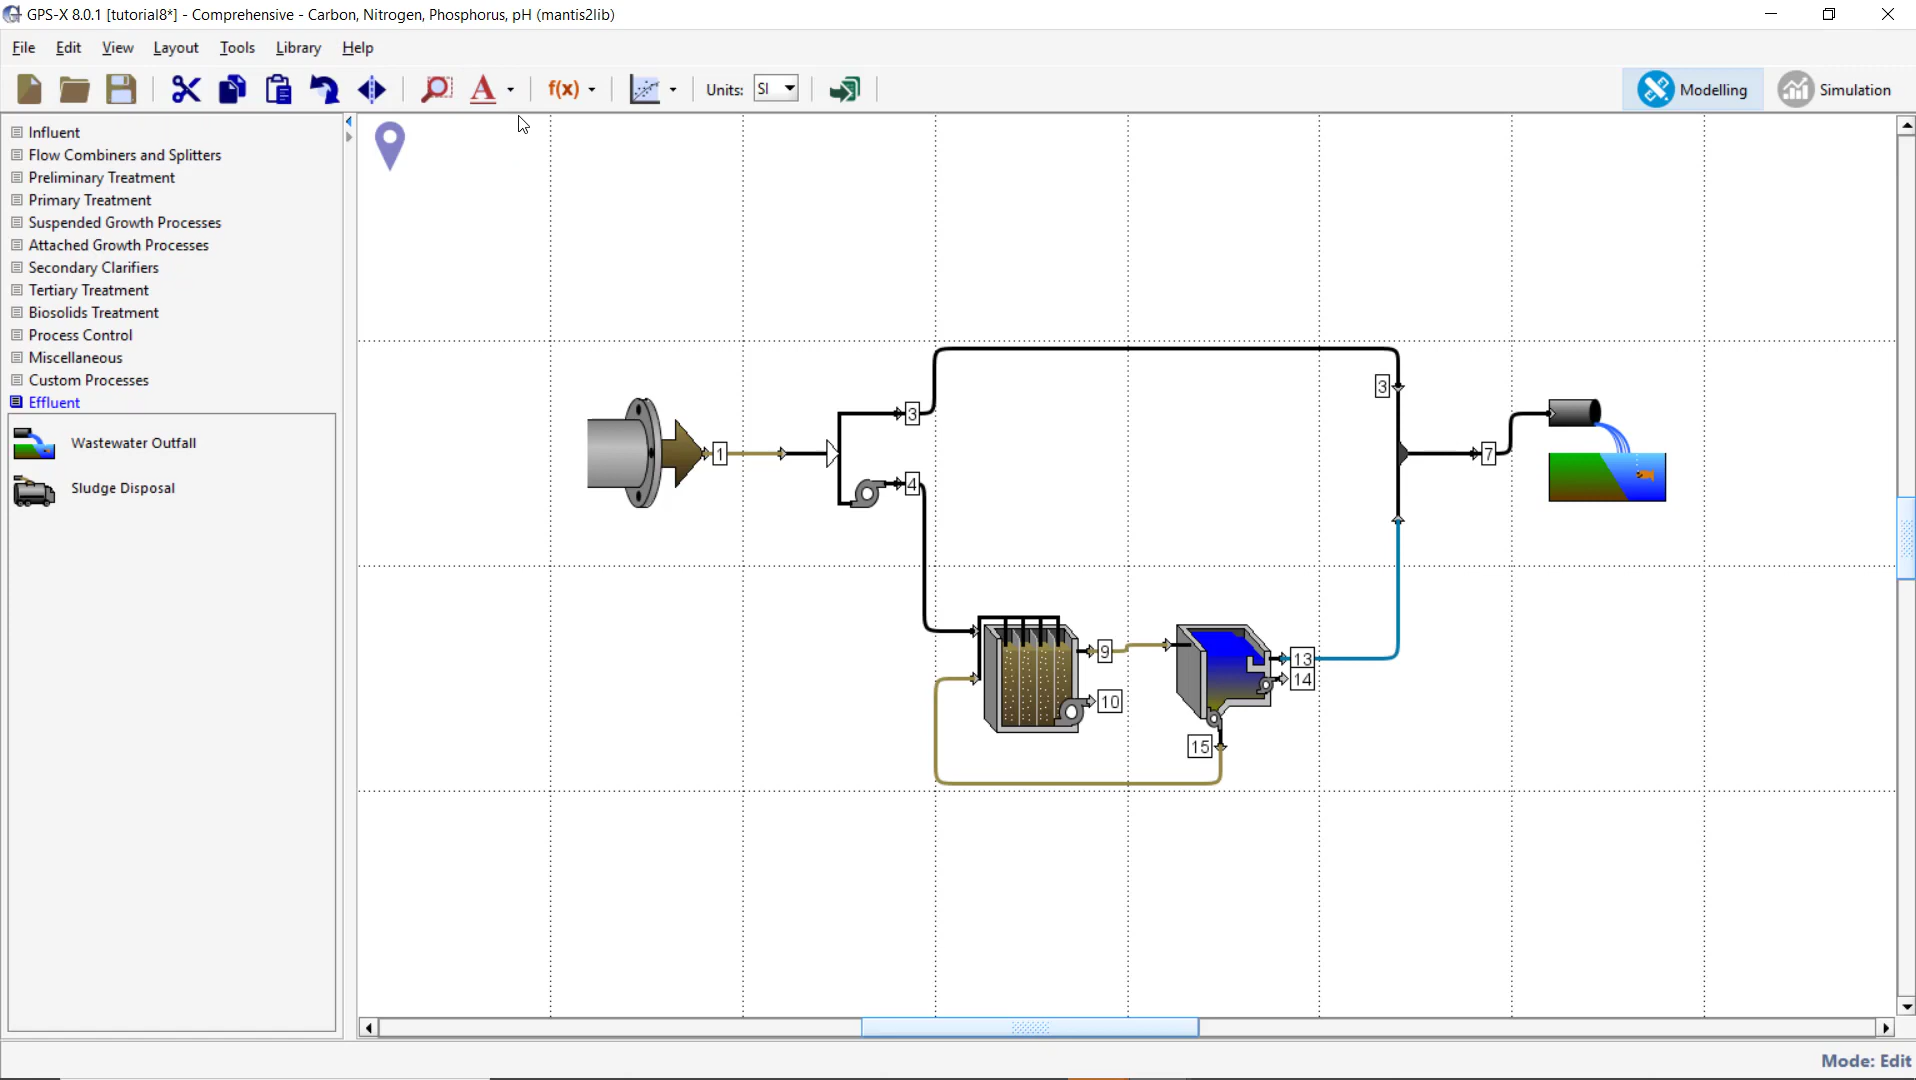 GPS-X 8.0.1 [tutorial8*] - Comprehensive - Carbon, Nitrogen, Phosphorus, pH (mantis2lib)
File Edit View Layout Tools Library Help
A f(x) Units: SI Modelling Simulation
Influent
Flow Combiners and Splitters
Preliminary Treatment
Primary Treatment
Suspended Growth Processes
Attached Growth Processes
Secondary Clarifiers
Tertiary Treatment
Biosolids Treatment
Process Control
Miscellaneous
Custom Processes
Effluent
Wastewater Outfall
Sludge Disposal
3
3
1
7
4
9
13
14
10
15
Mode: Edit